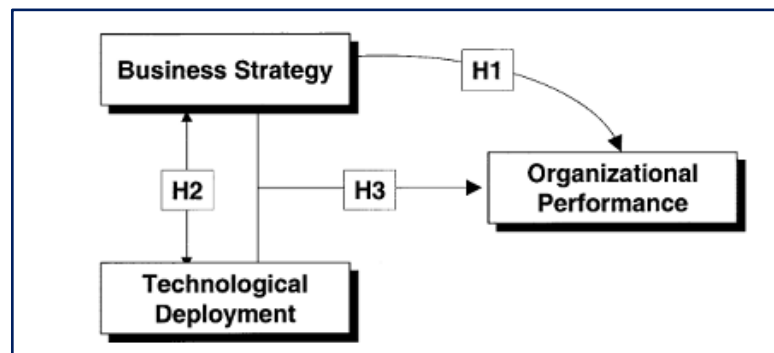 Business Strategy
H1
H2
H3
Organizational
Performance
Technological
Deployment